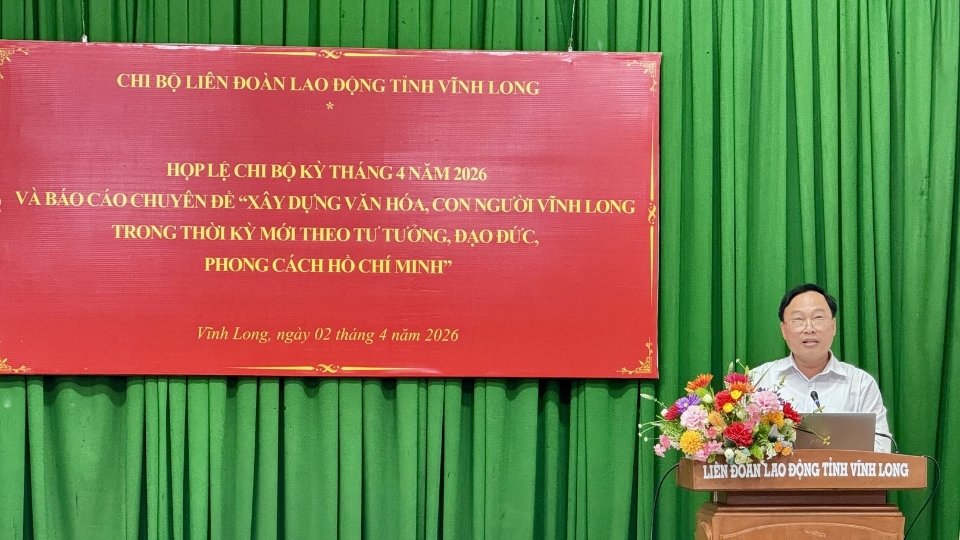 CHI BỘ LIÊN ĐOÀN LAO ĐỘNG TỈNH VĨNH LONG
*
HỌP LỆ CHI BỘ KỲ THÁNG 4 NĂM 2026
VÀ BÁO CÁO CHUYÊN ĐỀ “XÂY DỰNG VĂN HÓA, CON NGƯỜI VĨNH LONG
TRONG THỜI KỲ MỚI THEO TƯ TƯỞNG, ĐẠO ĐỨC,
PHONG CÁCH HỒ CHÍ MINH”
Vĩnh Long, ngày 02 tháng 4 năm 2026
LIÊN ĐOÀN LAO ĐỘNG TỈNH VĨNH LONG